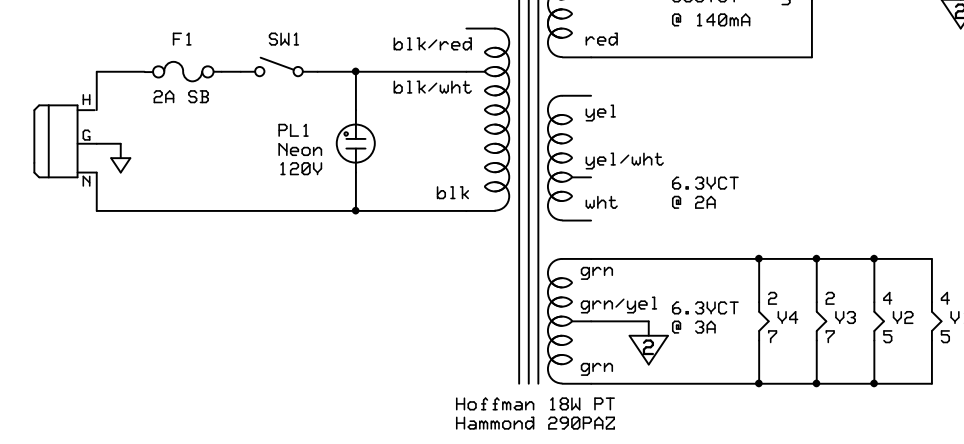 @ 140mA
red
F1
SW1
blk/red
2A SB
blk/wht
H
G
N
PL1
Neon
120V
blk
yel
yel/wht
6.3VCT
@ 2A
wht
grn
grn/yel
6.3VCT
@ 3A
2
grn
2
V4
7
2
V3
7
4
V2
5
4
V
5
Hoffman 18W PT
Hammond 290PAZ